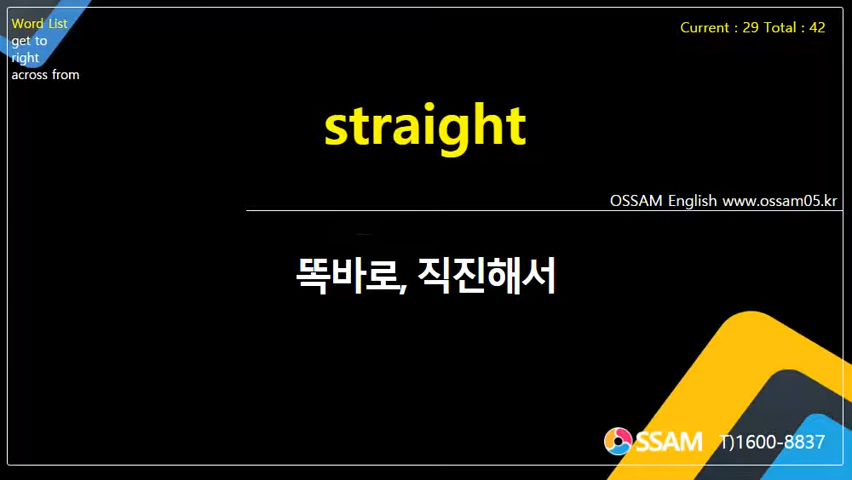 Word List
get to
right
across from
Current : 29 Total : 42
straight
OSSAM English www.ossam05.kr
똑바로, 직진해서
OSSAM T)1600-8837